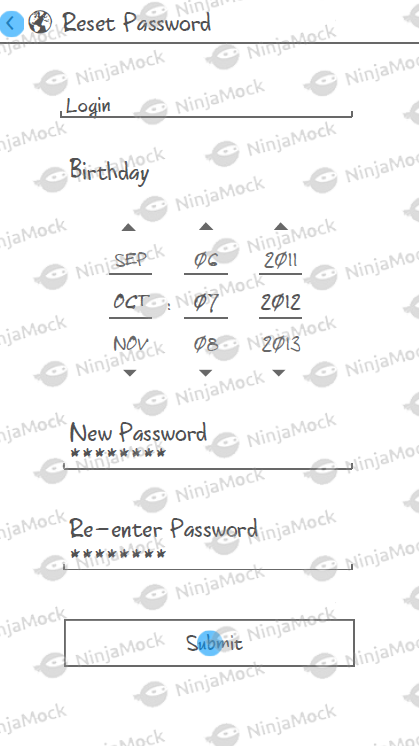 Reset Password
Login
Birthday
SEP 06 2011
OCT : 07 2012
NOV 08 2013
New Password
********
Re-enter Password
********
Submit
NinjaMock